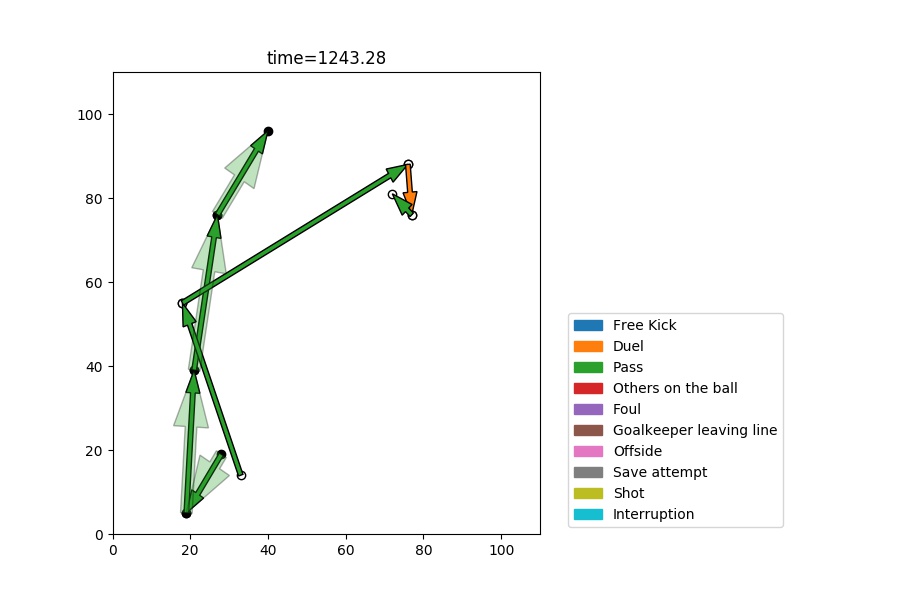 time=1243.28
100
80
60
40
20
0
0 20 40 60 80 100
Free Kick
Duel
Pass
Others on the ball
Foul
Goalkeeper leaving line
Offside
Save attempt
Shot
Interruption